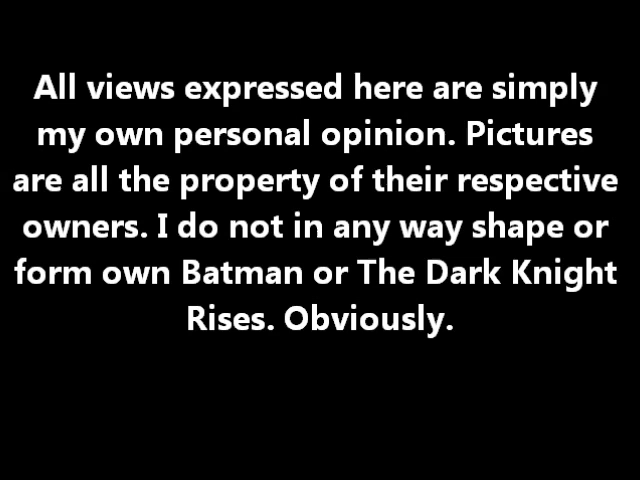 All views expressed here are simply
my own personal opinion. Pictures
are all the property of their respective
owners. I do not in any way shape or
form own Batman or The Dark Knight
Rises. Obviously.